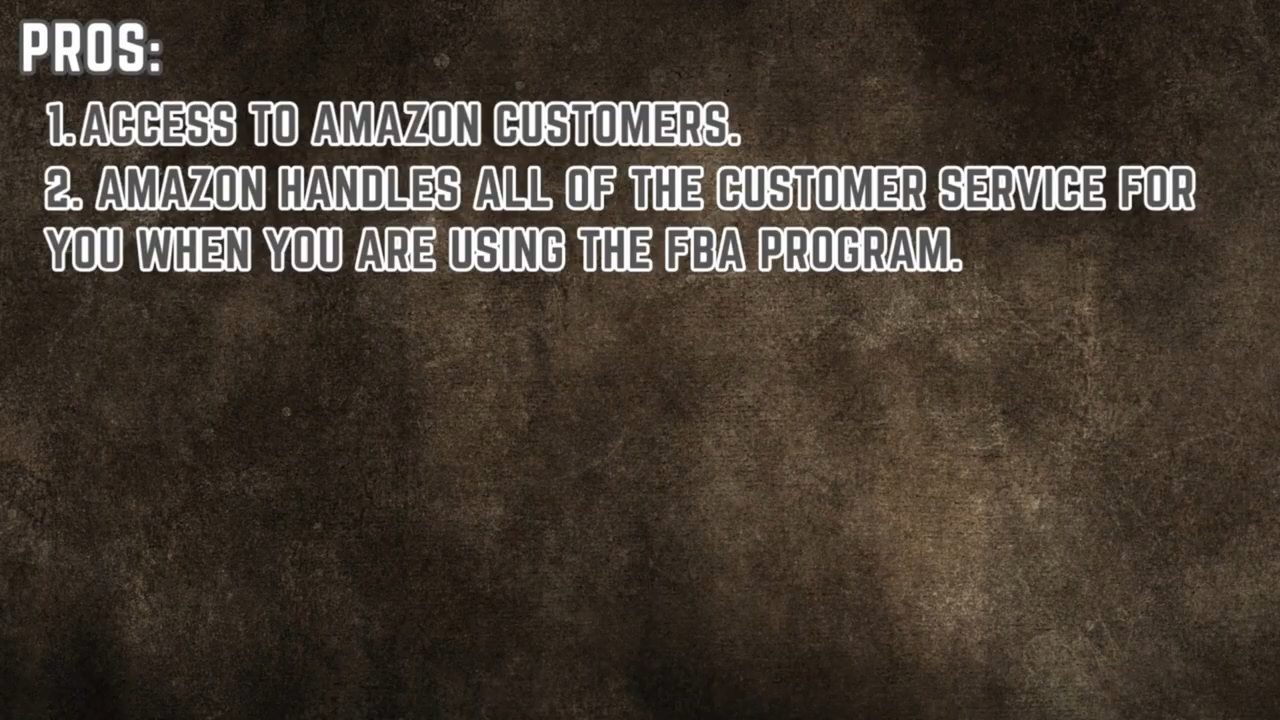 PROS:
1. ACCESS TO AMAZON CUSTOMERS.
2. AMAZON HANDLES ALL OF THE CUSTOMER SERVICE FOR
YOU WHEN YOU ARE USING THE FBA PROGRAM.